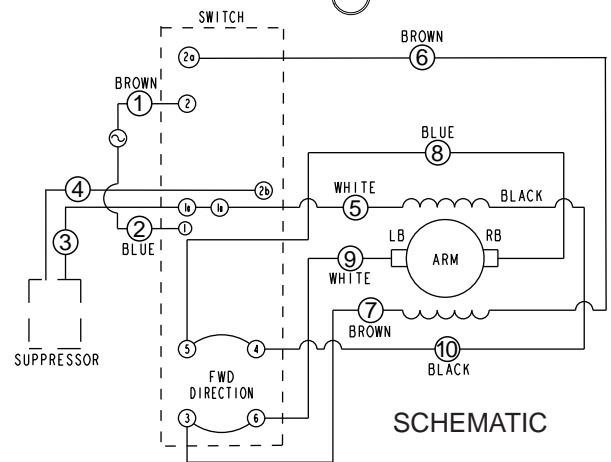 SWITCH
2a
BROWN
6
BROWN
1
2
BLUE
8
4
2b
WHITE
5
BLACK
1a
1a
2
BLUE
1
3
LB
RB
ARM
9
WHITE
7
BROWN
SUPPRESSOR
5
4
10
BLACK
FWD
DIRECTION
3
6
SCHEMATIC